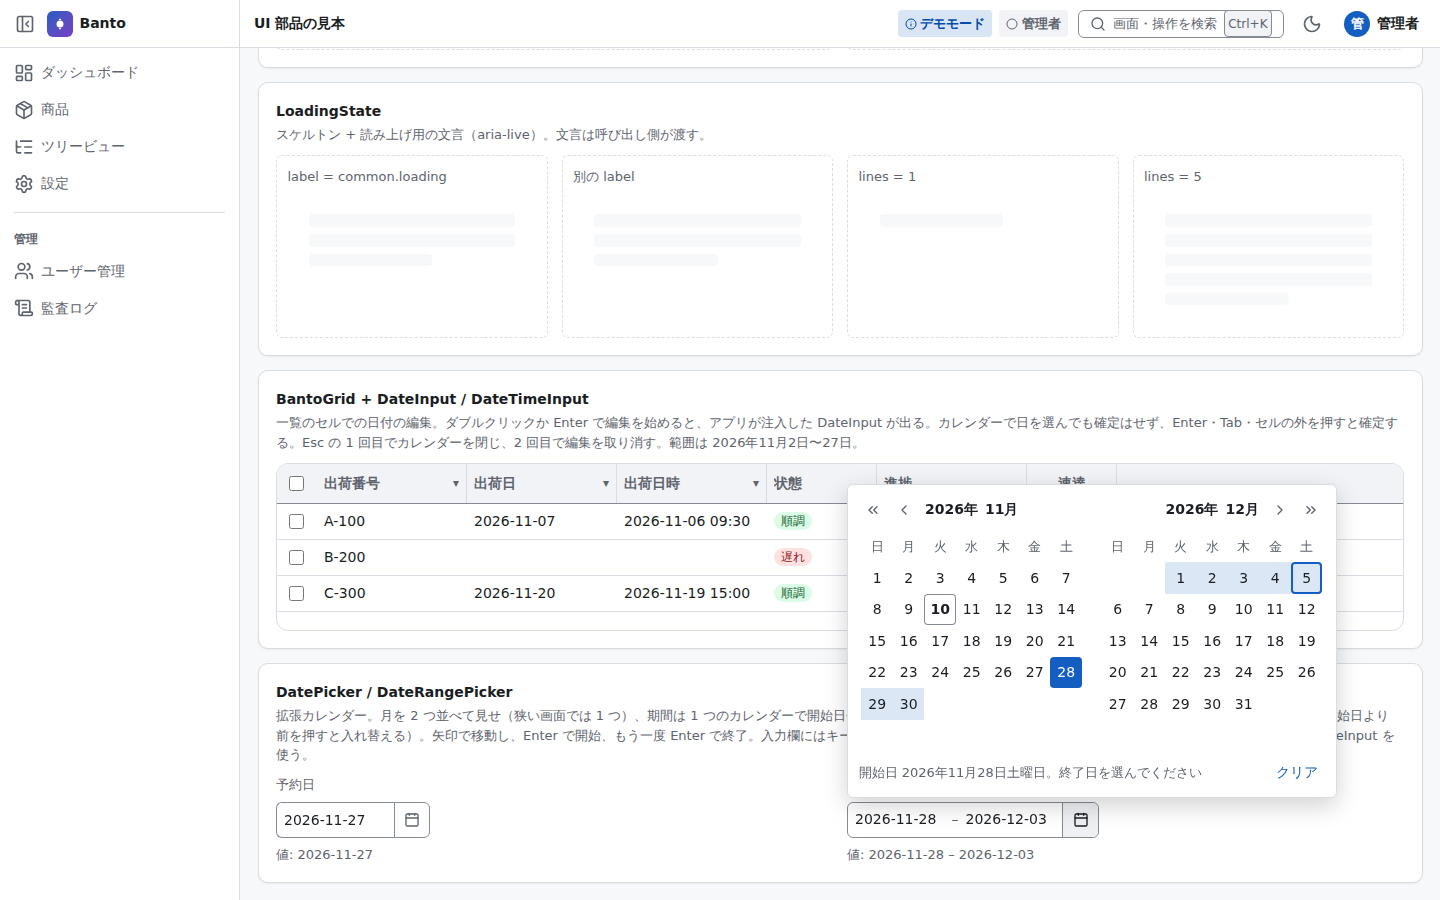 Banto
UI 部品の見本
デモモード
管理者
画面・操作を検索
Ctrl+K
管
管理者
ダッシュボード
商品
ツリービュー
設定
管理
ユーザー管理
監査ログ
LoadingState
スケルトン + 読み上げ用の文言（aria-live）。文言は呼び出し側が渡す。
label = common.loading
別の label
lines = 1
lines = 5
BantoGrid + DateInput / DateTimeInput
一覧のセルでの日付の編集。ダブルクリックか Enter で編集を始めると、アプリが注入した DateInput が出る。カレンダーで日を選んでも確定はせず、Enter・Tab・セルの外を押すと確定す
る。Esc の 1 回目でカレンダーを閉じ、2 回目で編集を取り消す。範囲は 2026年11月2日〜27日。
出荷番号
▼
出荷日
▼
出荷日時
▼
状態
A-100
2026-11-07
2026-11-06 09:30
順調
B-200
遅れ
C-300
2026-11-20
2026-11-19 15:00
順調
2026年 11月
2026年 12月
日 月 火 水 木 金 土
1 2 3 4 5 6 7
8 9 10 11 12 13 14
15 16 17 18 19 20 21
22 23 24 25 26 27 28
29 30
日 月 火 水 木 金 土
1 2 3 4 5
6 7 8 9 10 11 12
13 14 15 16 17 18 19
20 21 22 23 24 25 26
27 28 29 30 31
開始日 2026年11月28日土曜日。終了日を選んでください
クリア
DatePicker / DateRangePicker
拡張カレンダー。月を 2 つ並べて見せ（狭い画面では 1 つ）、期間は 1 つのカレンダーで開始日
始日より
前を押すと入れ替える）。矢印で移動し、Enter で開始、もう一度 Enter で終了。入力欄にはキー
eInput を
使う。
予約日
2026-11-27
値: 2026-11-27
2026-11-28 – 2026-12-03
値: 2026-11-28 – 2026-12-03